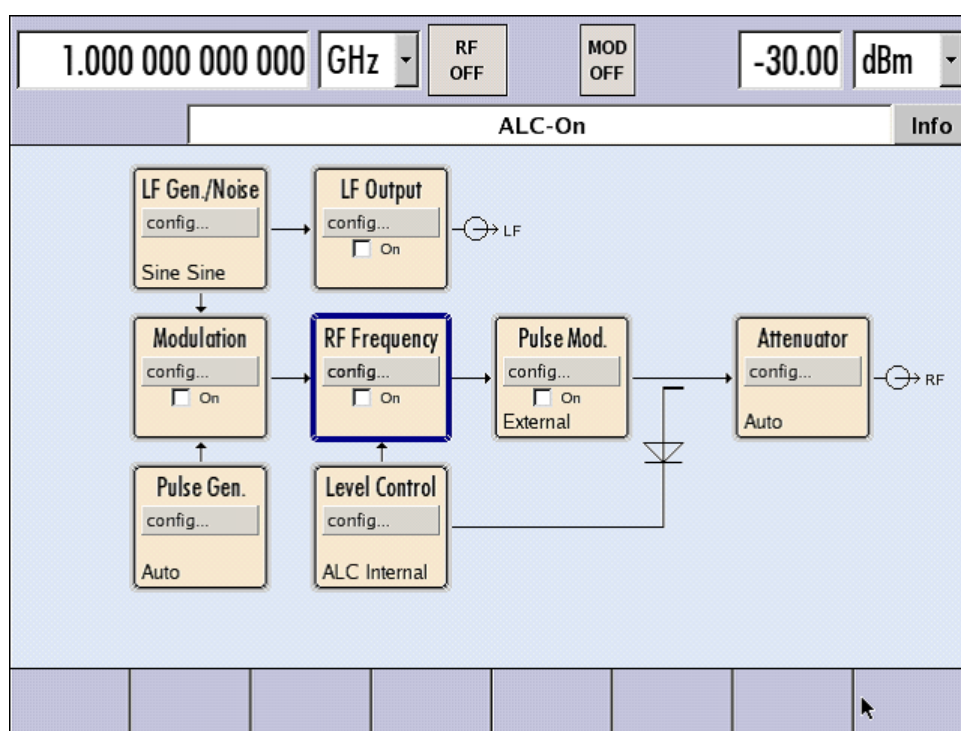 1.000 000 000 000 GHz RF OFF MOD OFF -30.00 dBm
ALC-On Info
LF Gen./Noise
config...
Sine Sine
LF Output
config...
On
LF
Modulation
config...
On
RF Frequency
config...
On
Pulse Mod.
config...
On
External
Attenuator
config...
Auto
RF
Pulse Gen.
config...
Auto
Level Control
config...
ALC Internal